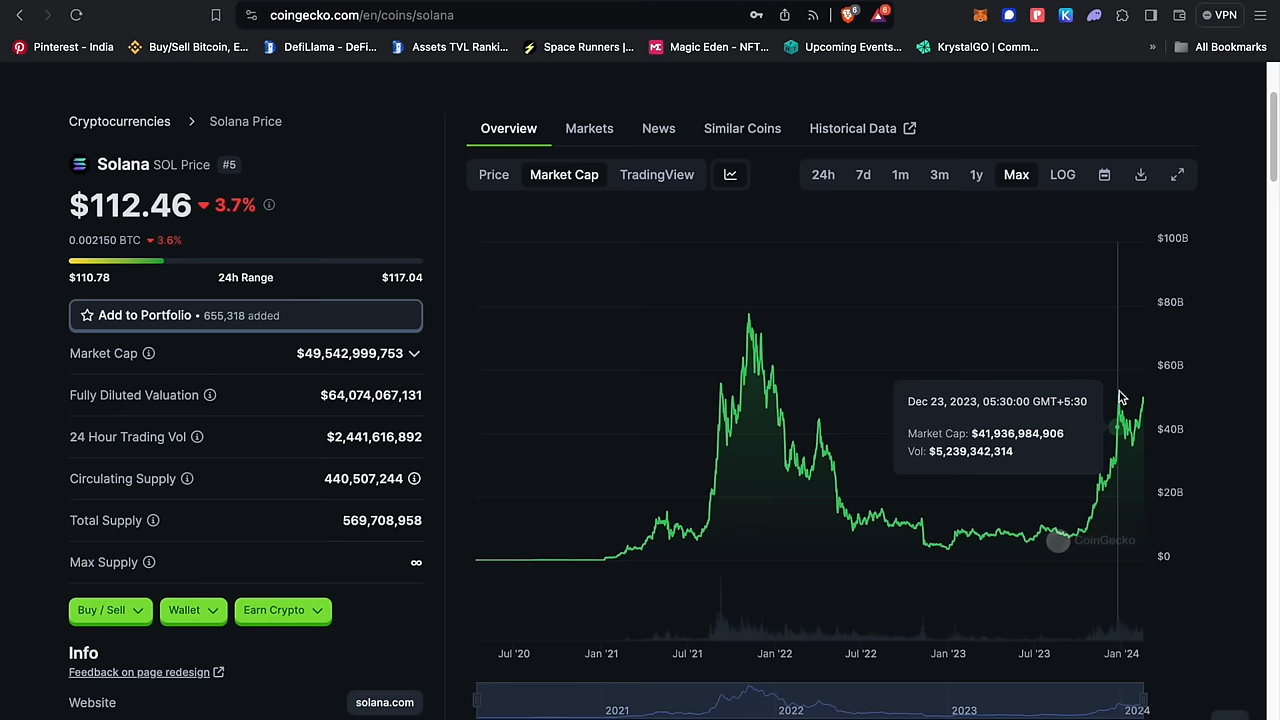 coingecko.com/en/coins/solana
6
6
VPN
Pinterest - India
Buy/Sell Bitcoin, E...
DefiLlama - DeFi...
Assets TVL Ranki...
Space Runners |...
Magic Eden - NFT...
Upcoming Events...
KrystalGO | Comm...
»
All Bookmarks
Cryptocurrencies > Solana Price
Solana SOL Price #5
$112.46 3.7%
0.002150 BTC 3.6%
$110.78 24h Range $117.04
Add to Portfolio • 655,318 added
Market Cap $49,542,999,753
Fully Diluted Valuation $64,074,067,131
24 Hour Trading Vol $2,441,616,892
Circulating Supply 440,507,244
Total Supply 569,708,958
Max Supply ∞
Buy / Sell
Wallet
Earn Crypto
Info
Feedback on page redesign
Website solana.com
Overview Markets News Similar Coins Historical Data
Price Market Cap TradingView
24h 7d 1m 3m 1y Max LOG
$100B
$80B
$60B
$40B
$20B
$0
Dec 23, 2023, 05:30:00 GMT+5:30
Market Cap: $41,936,984,906
Vol: $5,239,342,314
CoinGecko
Jul '20 Jan '21 Jul '21 Jan '22 Jul '22 Jan '23 Jul '23 Jan '24
2021 2022 2023 2024